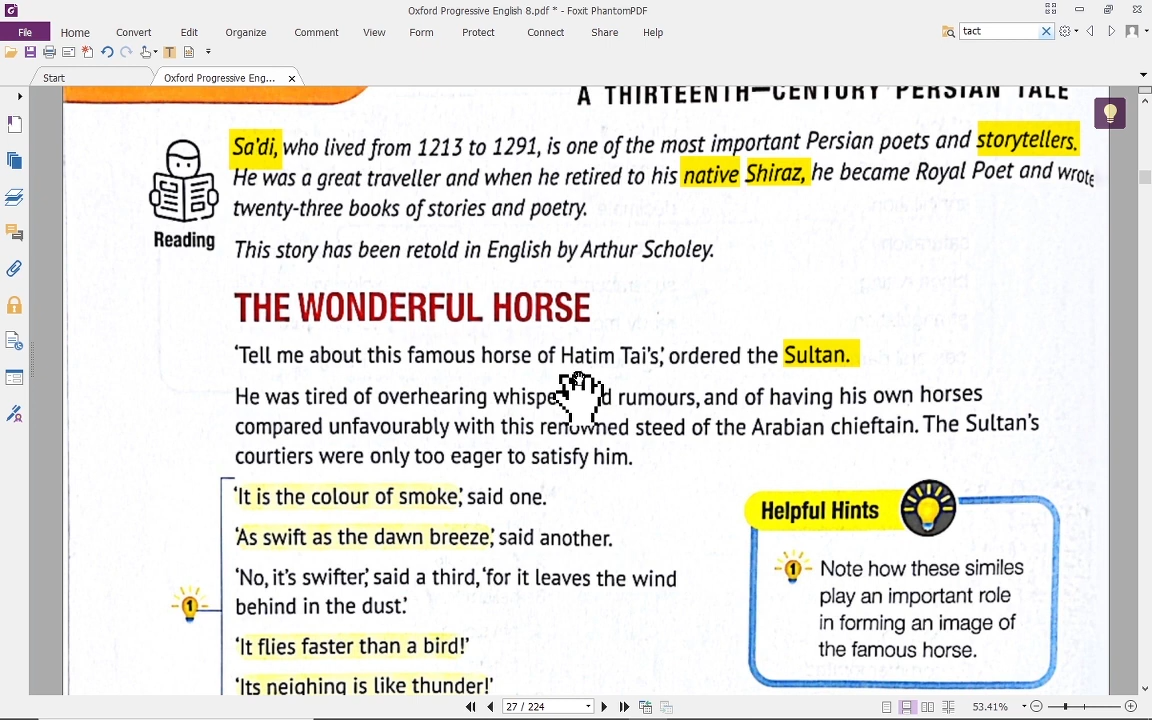 Oxford Progressive English 8.pdf * - Foxit PhantomPDF
File Home Convert Edit Organize Comment View Form Protect Connect Share Help
tact
Start Oxford Progressive Eng...
A THIRTEENTH–CENTURY PERSIAN TALE
Sa'di, who lived from 1213 to 1291, is one of the most important Persian poets and storytellers.
He was a great traveller and when he retired to his native Shiraz, he became Royal Poet and wrote
twenty-three books of stories and poetry.
Reading
This story has been retold in English by Arthur Scholey.
THE WONDERFUL HORSE
'Tell me about this famous horse of Hatim Tai's,' ordered the Sultan.
He was tired of overhearing whispe d rumours, and of having his own horses
compared unfavourably with this renowned steed of the Arabian chieftain. The Sultan's
courtiers were only too eager to satisfy him.
'It is the colour of smoke,' said one.
'As swift as the dawn breeze,' said another.
'No, it's swifter,' said a third, 'for it leaves the wind
behind in the dust.'
'It flies faster than a bird!'
'Its neighing is like thunder!'
1
Helpful Hints
1 Note how these similes
play an important role
in forming an image of
the famous horse.
27 / 224
53.41%